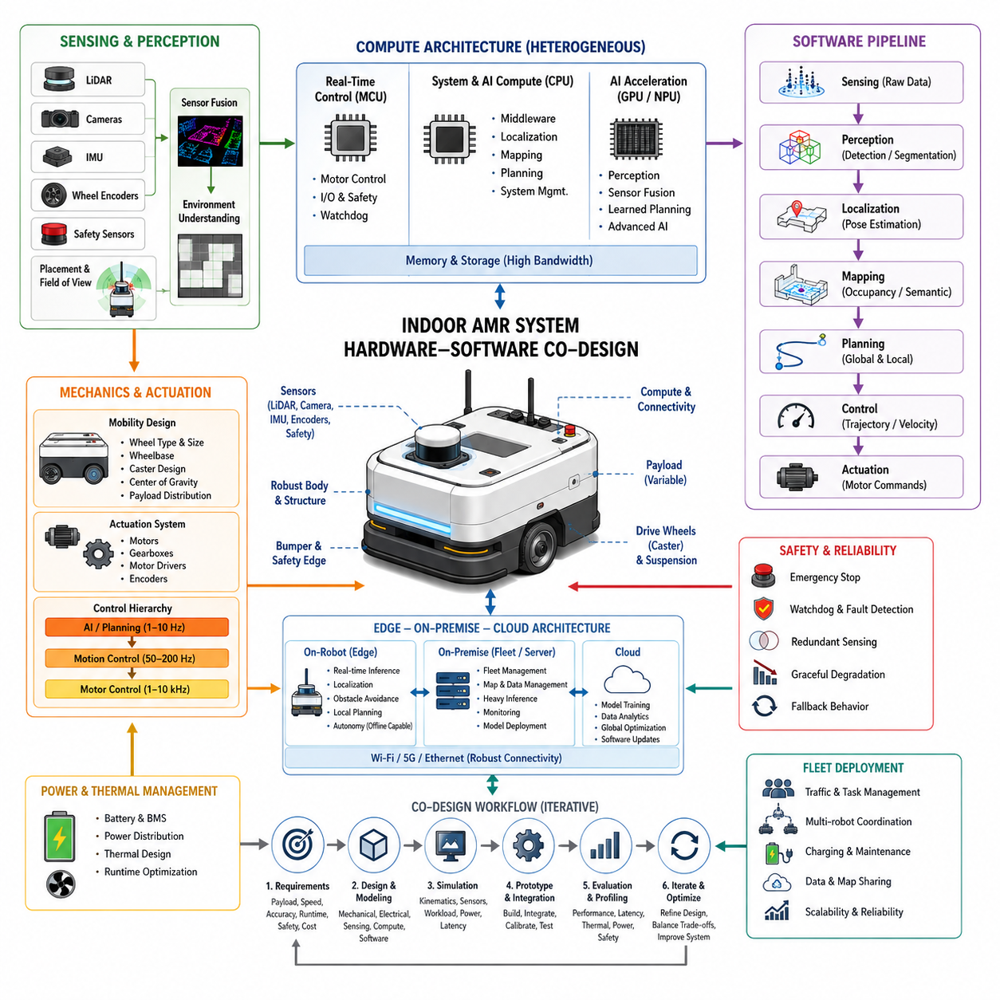 SENSING & PERCEPTION
LiDAR
Cameras
IMU
Wheel Encoders
Safety Sensors
Placement &
Field of View
Sensor Fusion
Environment
Understanding
COMPUTE ARCHITECTURE (HETEROGENEOUS)
Real-Time
Control (MCU)
• Motor Control
• I/O & Safety
• Watchdog
System & AI Compute (CPU)
• Middleware
• Localization
• Mapping
• Planning
• System Mgmt.
AI Acceleration
(GPU / NPU)
• Perception
• Sensor Fusion
• Learned Planning
• Advanced AI
Memory & Storage (High Bandwidth)
SOFTWARE PIPELINE
Sensing (Raw Data)
Perception
(Detection / Segmentation)
Localization
(Pose Estimation)
Mapping
(Occupancy / Semantic)
Planning
(Global & Local)
Control
(Trajectory / Velocity)
Actuation
(Motor Commands)
INDOOR AMR SYSTEM
HARDWARE–SOFTWARE CO-DESIGN
Sensors
(LiDAR, Camera,
IMU, Encoders,
Safety)
Robust Body
& Structure
Bumper &
Safety Edge
Compute &
Connectivity
Payload
(Variable)
Drive Wheels
(Caster)
& Suspension
MECHANICS & ACTUATION
Mobility Design
• Wheel Type & Size
• Wheelbase
• Caster Design
• Center of Gravity
• Payload Distribution
Actuation System
• Motors
• Gearboxes
• Motor Drivers
• Encoders
Control Hierarchy
AI / Planning (1–10 Hz)
Motion Control (50–200 Hz)
Motor Control (1–10 kHz)
SAFETY & RELIABILITY
Emergency Stop
Watchdog & Fault Detection
Redundant Sensing
Graceful Degradation
Fallback Behavior
EDGE — ON-PREMISE — CLOUD ARCHITECTURE
On-Robot (Edge)
• Real-time Inference
• Localization
• Obstacle Avoidance
• Local Planning
• Autonomy (Offline Capable)
On-Premise (Fleet / Server)
• Fleet Management
• Map & Data Management
• Heavy Inference
• Monitoring
• Model Deployment
Cloud
• Model Training
• Data Analytics
• Global Optimization
• Software Updates
Wi-Fi / 5G / Ethernet (Robust Connectivity)
POWER & THERMAL MANAGEMENT
• Battery & BMS
• Power Distribution
• Thermal Design
• Runtime Optimization
FLEET DEPLOYMENT
Traffic & Task Management
Multi-robot Coordination
Charging & Maintenance
Data & Map Sharing
Scalability & Reliability
CO-DESIGN WORKFLOW (ITERATIVE)
1. Requirements
Payload, Speed,
Accuracy, Runtime,
Safety, Cost
2. Design &
Modeling
Mechanical, Electrical,
Sensing, Compute,
Software
3. Simulation
Kinematics, Sensors,
Workload, Power,
Latency
4. Prototype
& Integration
Build, Integrate,
Calibrate, Test
5. Evaluation
& Profiling
Performance, Latency,
Thermal, Power,
Safety
6. Iterate &
Optimize
Refine Design,
Balance Trade-offs,
Improve System